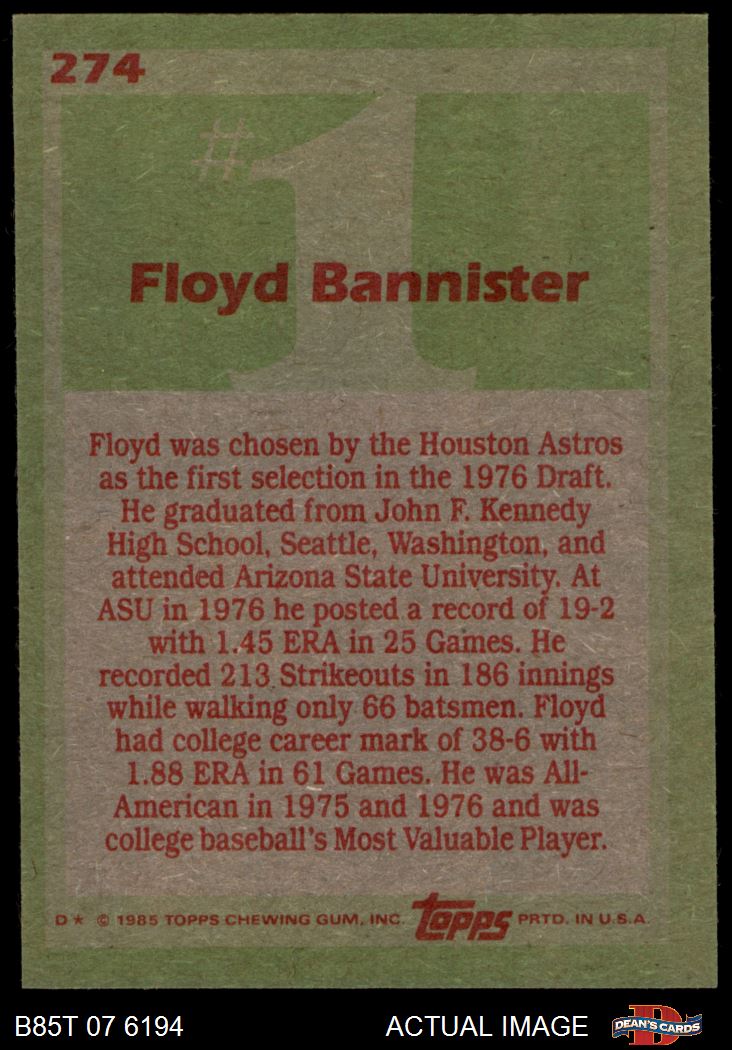 274
#1
Floyd Bannister
Floyd was chosen by the Houston Astros
as the first selection in the 1976 Draft.
He graduated from John F. Kennedy
High School, Seattle, Washington, and
attended Arizona State University. At
ASU in 1976 he posted a record of 19-2
with 1.45 ERA in 25 Games. He
recorded 213 Strikeouts in 186 innings
while walking only 66 batsmen. Floyd
had college career mark of 38-6 with
1.88 ERA in 61 Games. He was All-
American in 1975 and 1976 and was
college baseball's Most Valuable Player.
D★ © 1985 TOPPS CHEWING GUM, INC. topps PRTD. IN U.S.A.
B85T 07 6194 ACTUAL IMAGE D DEAN'S CARDS